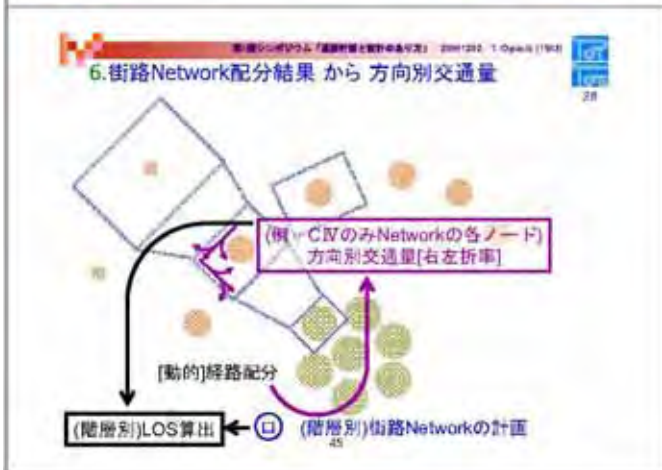 6.街路Network配分結果 から 方向別交通量
28
(例:CⅣのみNetworkの各ノード)
方向別交通量[右左折率]
[動的]経路配分
(階層別)LOS算出
ロ
(階層別)街路Networkの計画
45